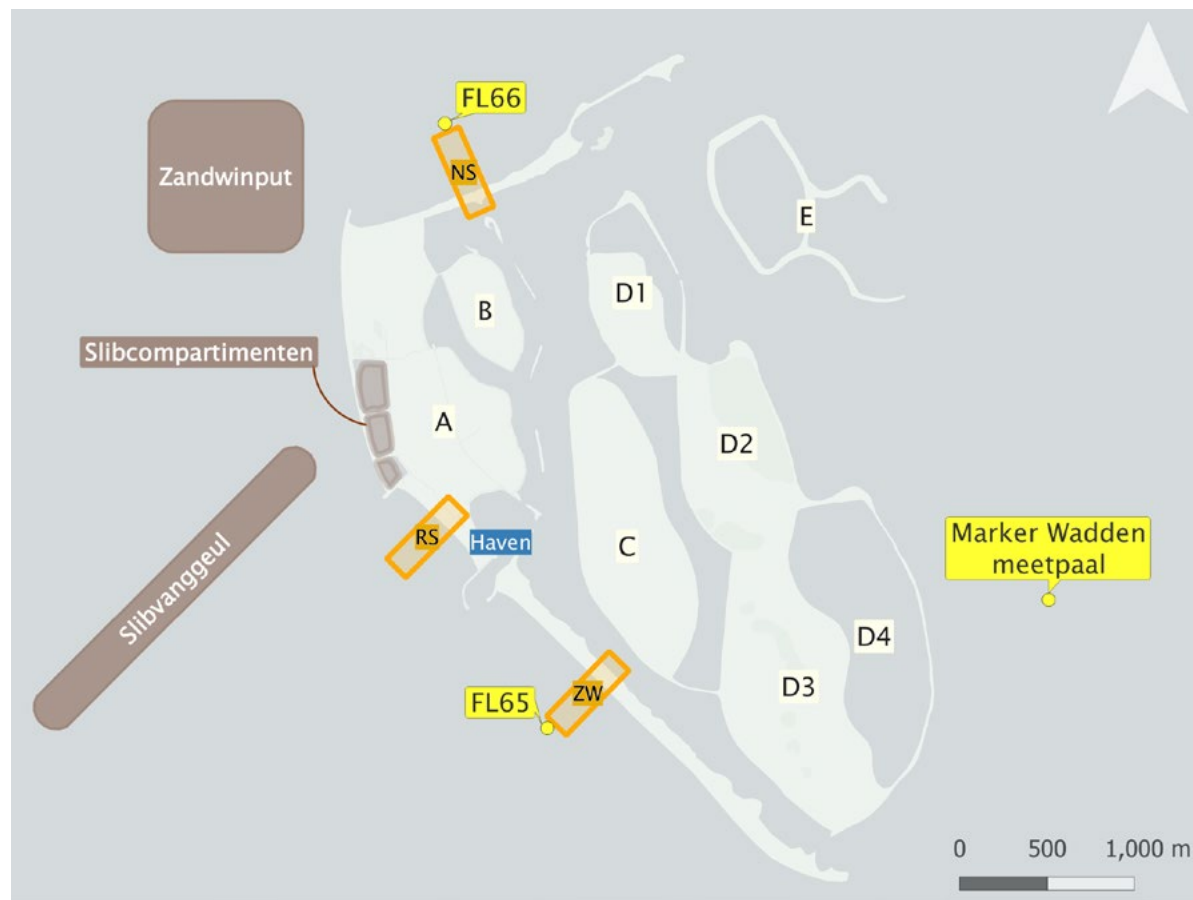 FL66
Zandwinput
NS
E
D1
B
Slibcompartimenten
A
D2
Marker Wadden
meetpaal
RS
Haven
C
Slibvanggeul
D4
D3
ZW
FL65
0 500 1,000 m